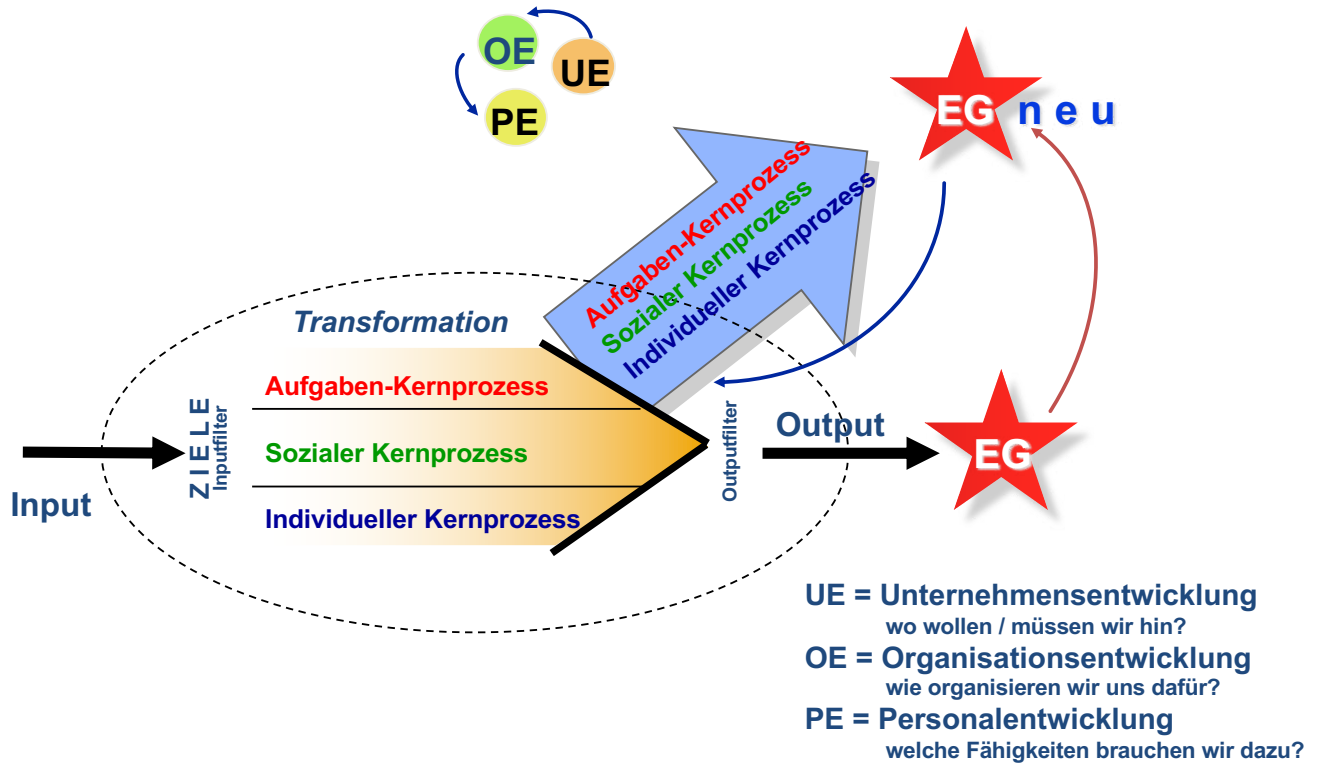 OE
UE
PE
EG
n e u
Aufgaben-Kernprozess
Sozialer Kernprozess
Individueller Kernprozess
Transformation
Aufgaben-Kernprozess
Sozialer Kernprozess
Individueller Kernprozess
Z I E L E
Inputfilter
Outputfilter
Input
Output
EG
UE = Unternehmensentwicklung
wo wollen / müssen wir hin?
OE = Organisationsentwicklung
wie organisieren wir uns dafür?
PE = Personalentwicklung
welche Fähigkeiten brauchen wir dazu?